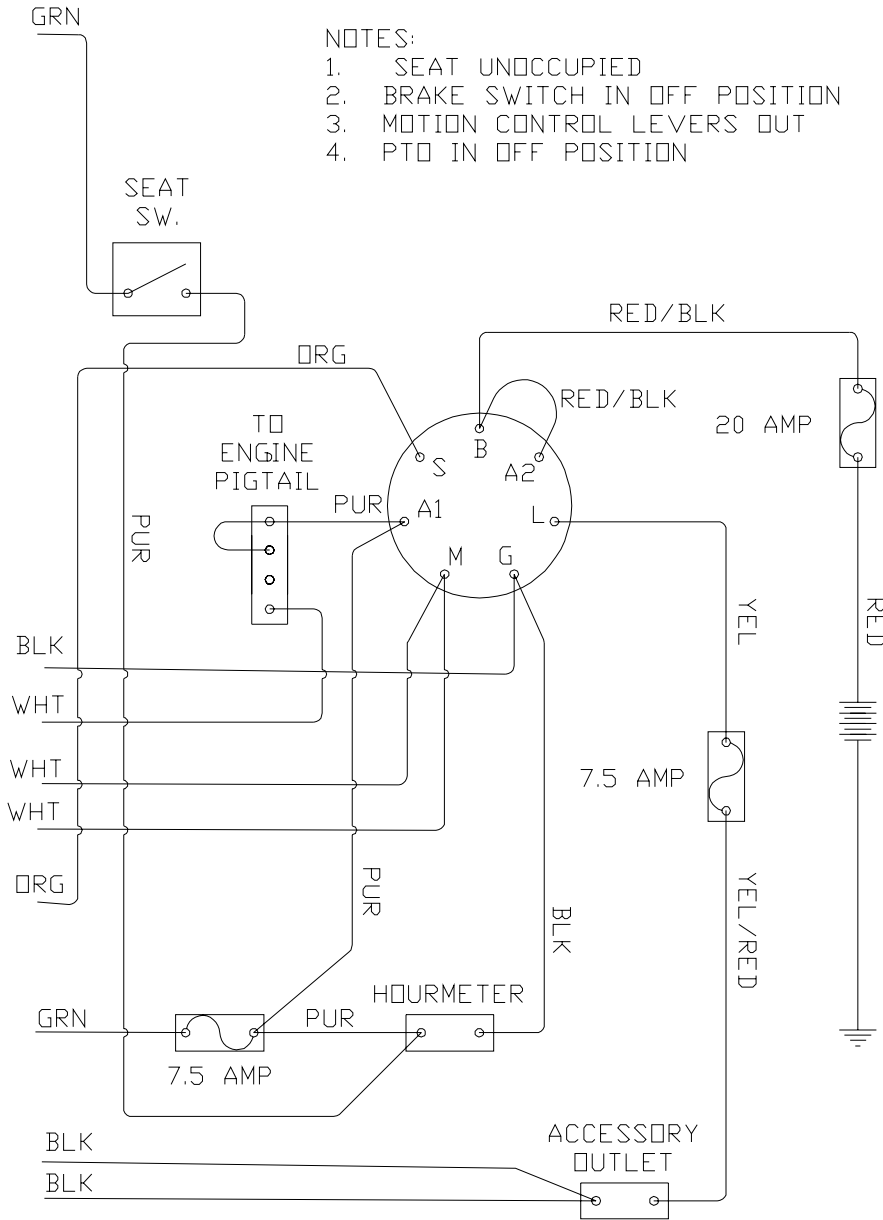 GRN
NOTES:
1. SEAT UNOCCUPIED
2. BRAKE SWITCH IN OFF POSITION
3. MOTION CONTROL LEVERS OUT
4. PTO IN OFF POSITION
SEAT
SW.
RED/BLK
ORG
RED/BLK
20 AMP
TO
ENGINE
PIGTAIL
B
S
A2
PUR
A1
L
M
G
PUR
YEL
RED
BLK
WHT
WHT
7.5 AMP
WHT
ORG
PUR
BLK
YEL/RED
HOURMETER
GRN
PUR
7.5 AMP
ACCESSORY
OUTLET
BLK
BLK